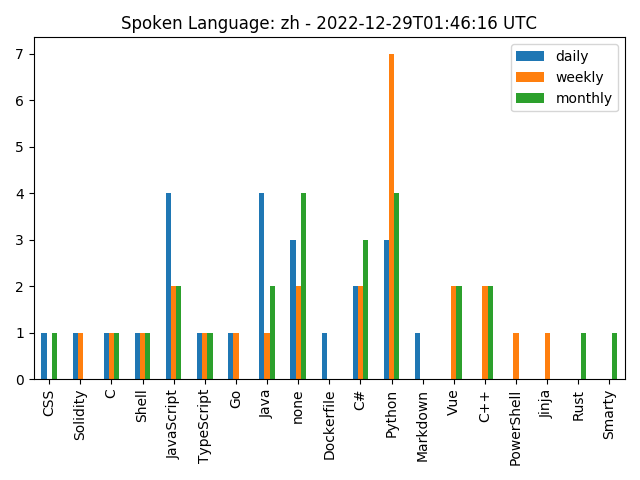 Spoken Language: zh - 2022-12-29T01:46:16 UTC
daily
weekly
monthly
7
6
5
4
3
2
1
0
CSS
Solidity
C
Shell
JavaScript
TypeScript
Go
Java
none
Dockerfile
C#
Python
Markdown
Vue
C++
PowerShell
Jinja
Rust
Smarty